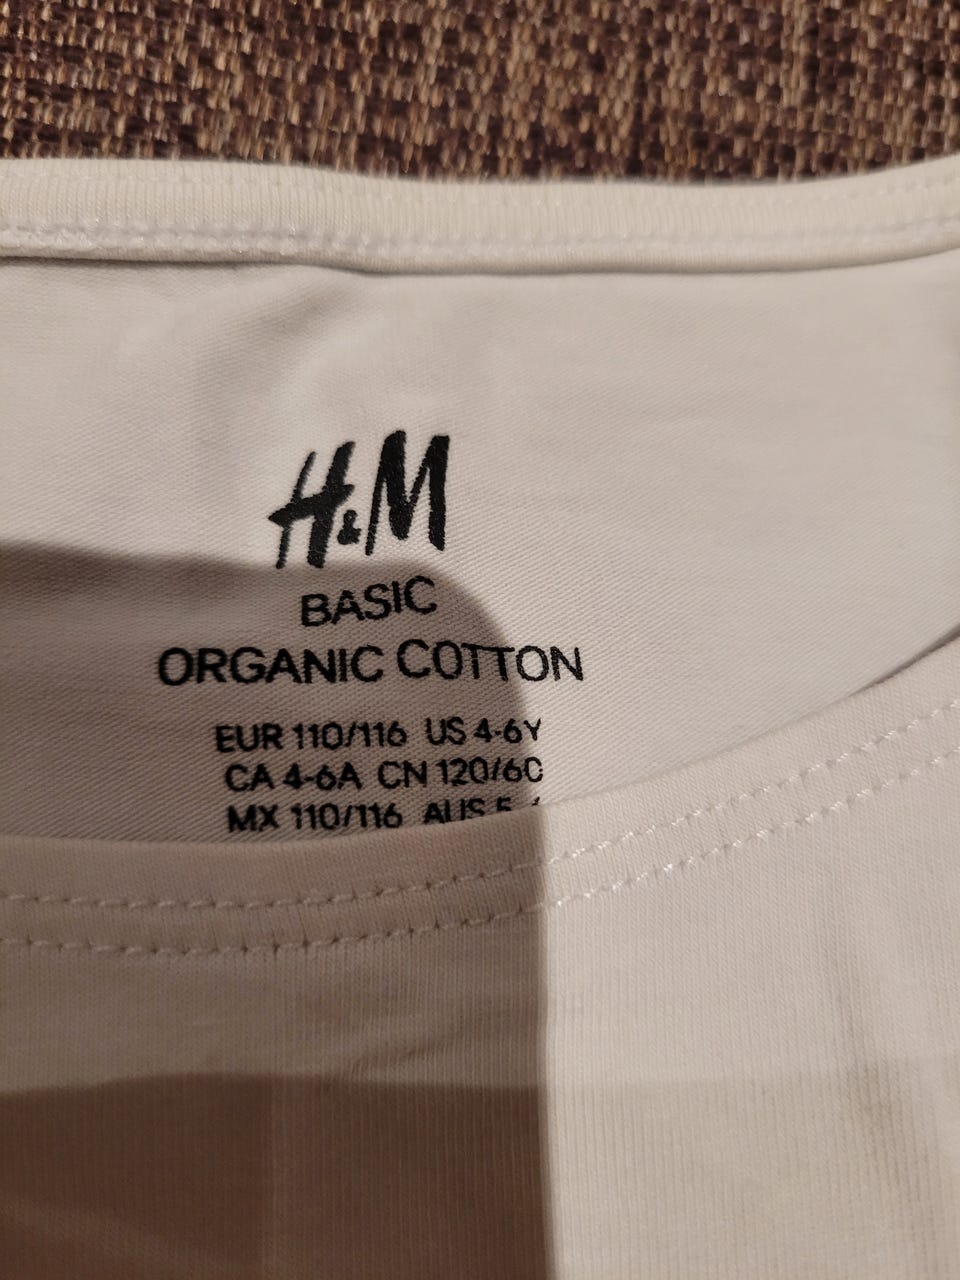 H&M
BASIC
ORGANIC COTTON
EUR 110/116 US 4-6Y
CA 4-6A CN 120/60
MX 110/116 AUS